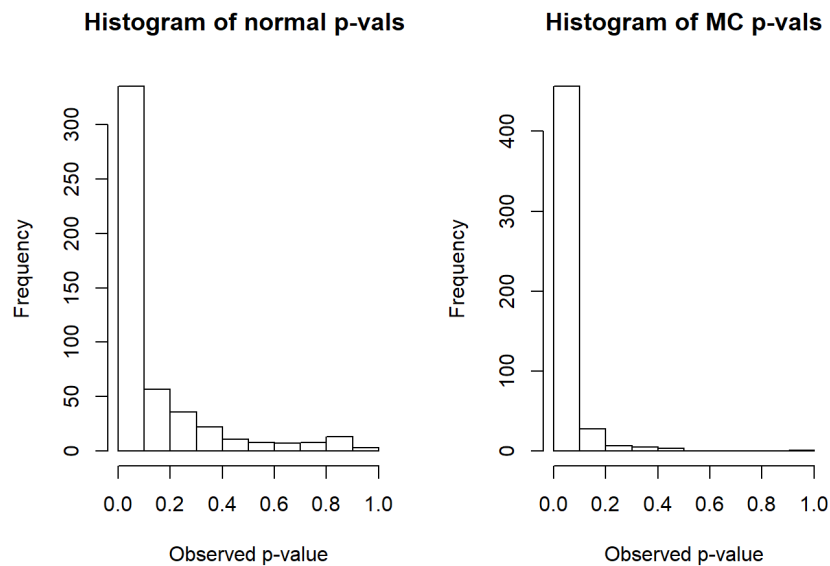 Histogram of normal p-vals
Frequency
0 50 100 150 200 250 300
0.0 0.2 0.4 0.6 0.8 1.0
Observed p-value
Histogram of MC p-vals
Frequency
0 100 200 300 400
0.0 0.2 0.4 0.6 0.8 1.0
Observed p-value